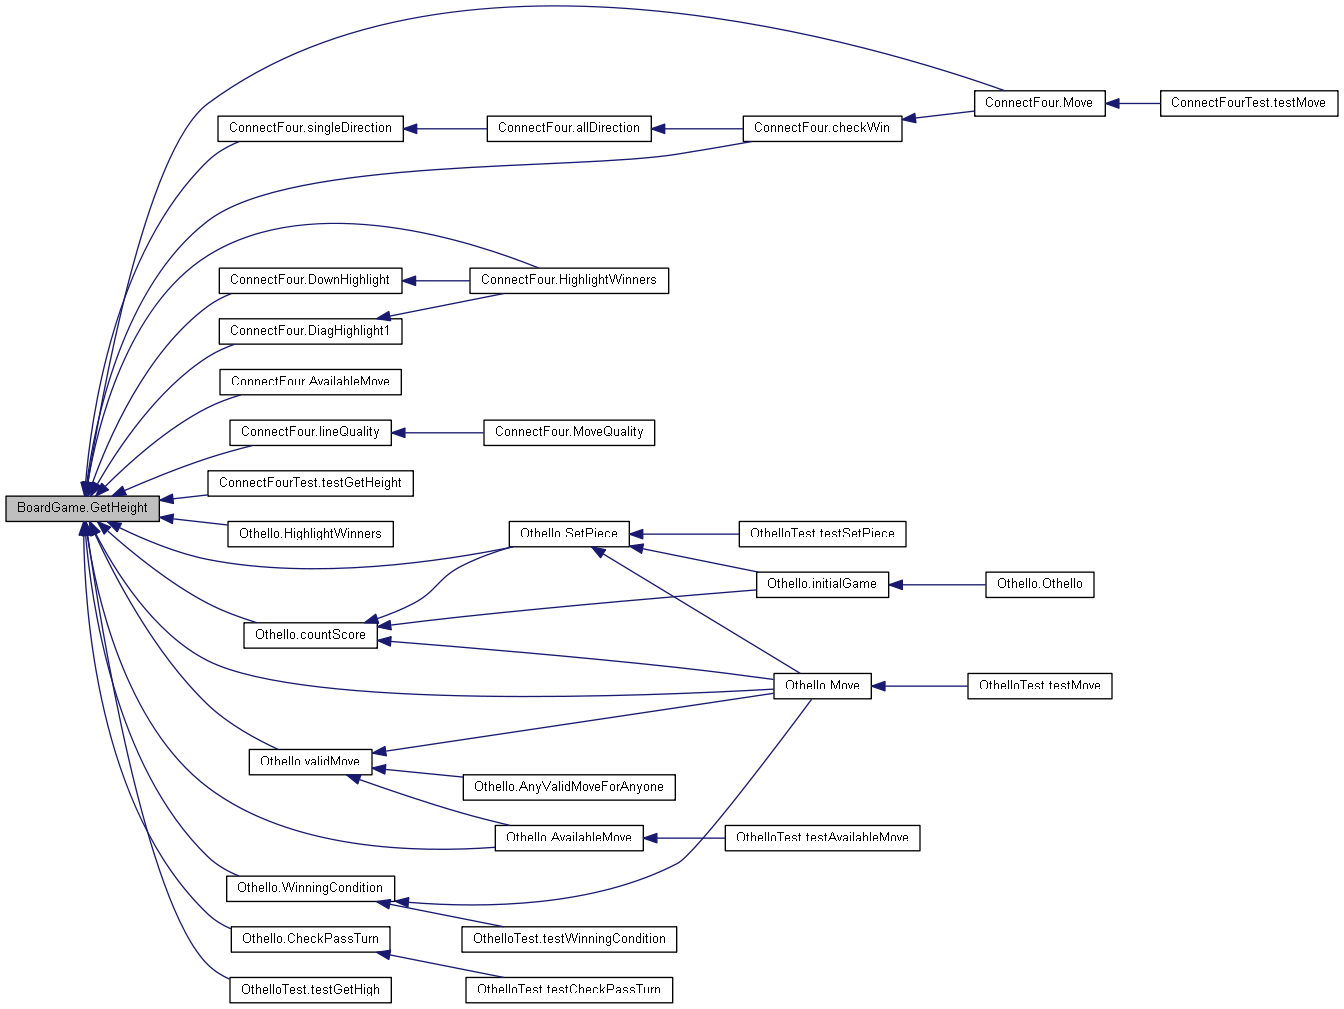 ConnectFour.Move
ConnectFourTest.testMove
ConnectFour.singleDirection
ConnectFour.allDirection
ConnectFour.checkWin
ConnectFour.DownHighlight
ConnectFour.HighlightWinners
ConnectFour.DiagHighlight1
ConnectFour.AvailableMove
ConnectFour.lineQuality
ConnectFour.MoveQuality
ConnectFourTest.testGetHeight
BoardGame.GetHeight
Othello.HighlightWinners
Othello.SetPiece
OthelloTest.testSetPiece
Othello.initialGame
Othello.Othello
Othello.countScore
Othello.Move
OthelloTest.testMove
Othello.validMove
Othello.AnyValidMoveForAnyone
Othello.AvailableMove
OthelloTest.testAvailableMove
Othello.WinningCondition
Othello.CheckPassTurn
OthelloTest.testWinningCondition
OthelloTest.testGetHigh
OthelloTest.testCheckPassTurn